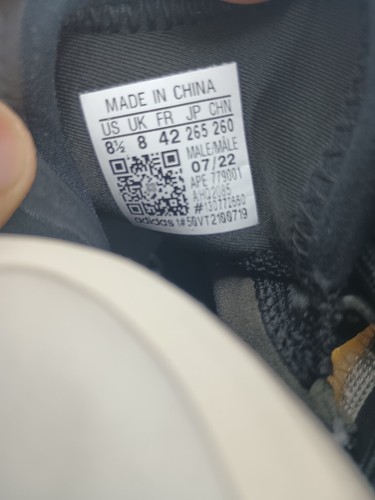 MADE IN CHINA
US UK FR JP CHN
8½ 8 42 265 260
MALE/MÂLE
07/22
APE 779001
adidas